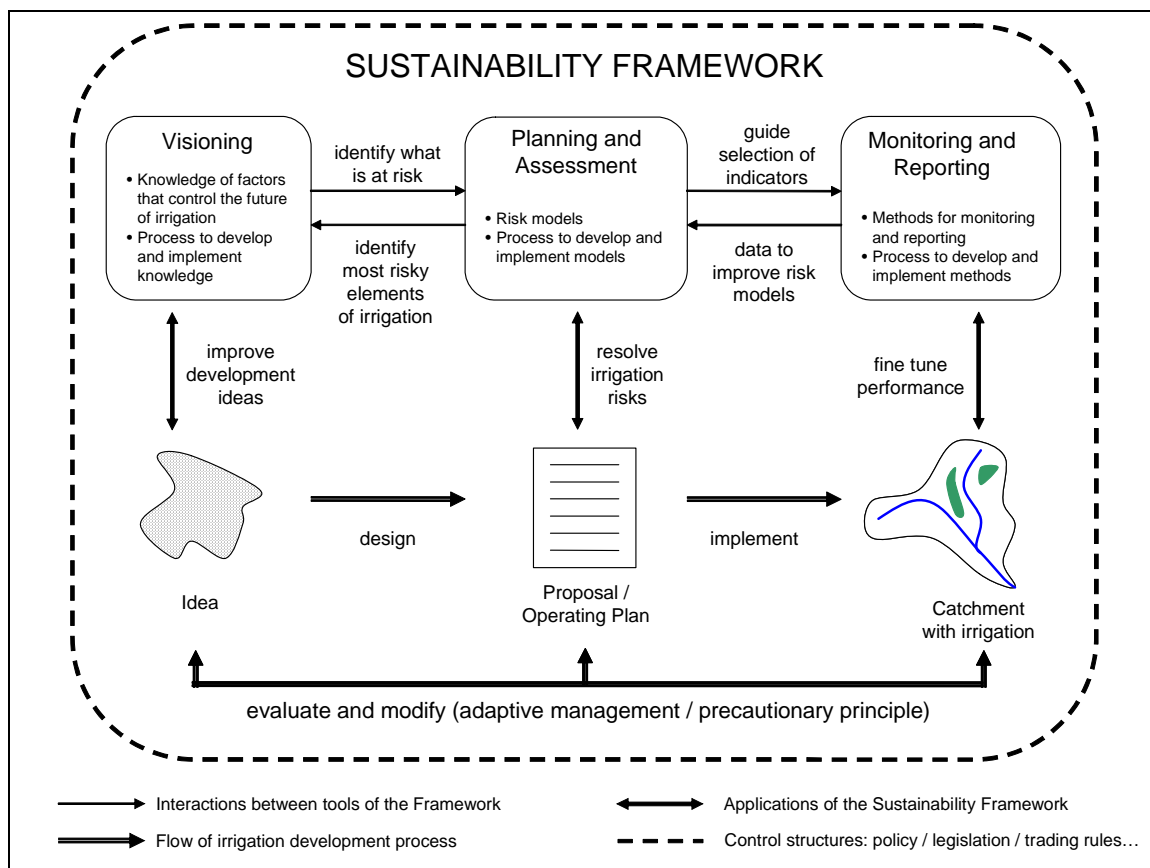 SUSTAINABILITY FRAMEWORK
Visioning
• Knowledge of factors
that control the future
of irrigation
• Process to develop
and implement
knowledge
identify what
is at risk
identify
most risky
elements
of irrigation
Planning and
Assessment
• Risk models
• Process to develop and
implement models
guide
selection of
indicators
data to
improve risk
models
Monitoring and
Reporting
• Methods for monitoring
and reporting
• Process to develop and
implement methods
improve
development
ideas
resolve
irrigation
risks
fine tune
performance
design
implement
Idea
Proposal /
Operating Plan
Catchment
with irrigation
evaluate and modify (adaptive management / precautionary principle)
Interactions between tools of the Framework
Applications of the Sustainability Framework
Flow of irrigation development process
Control structures: policy / legislation / trading rules…